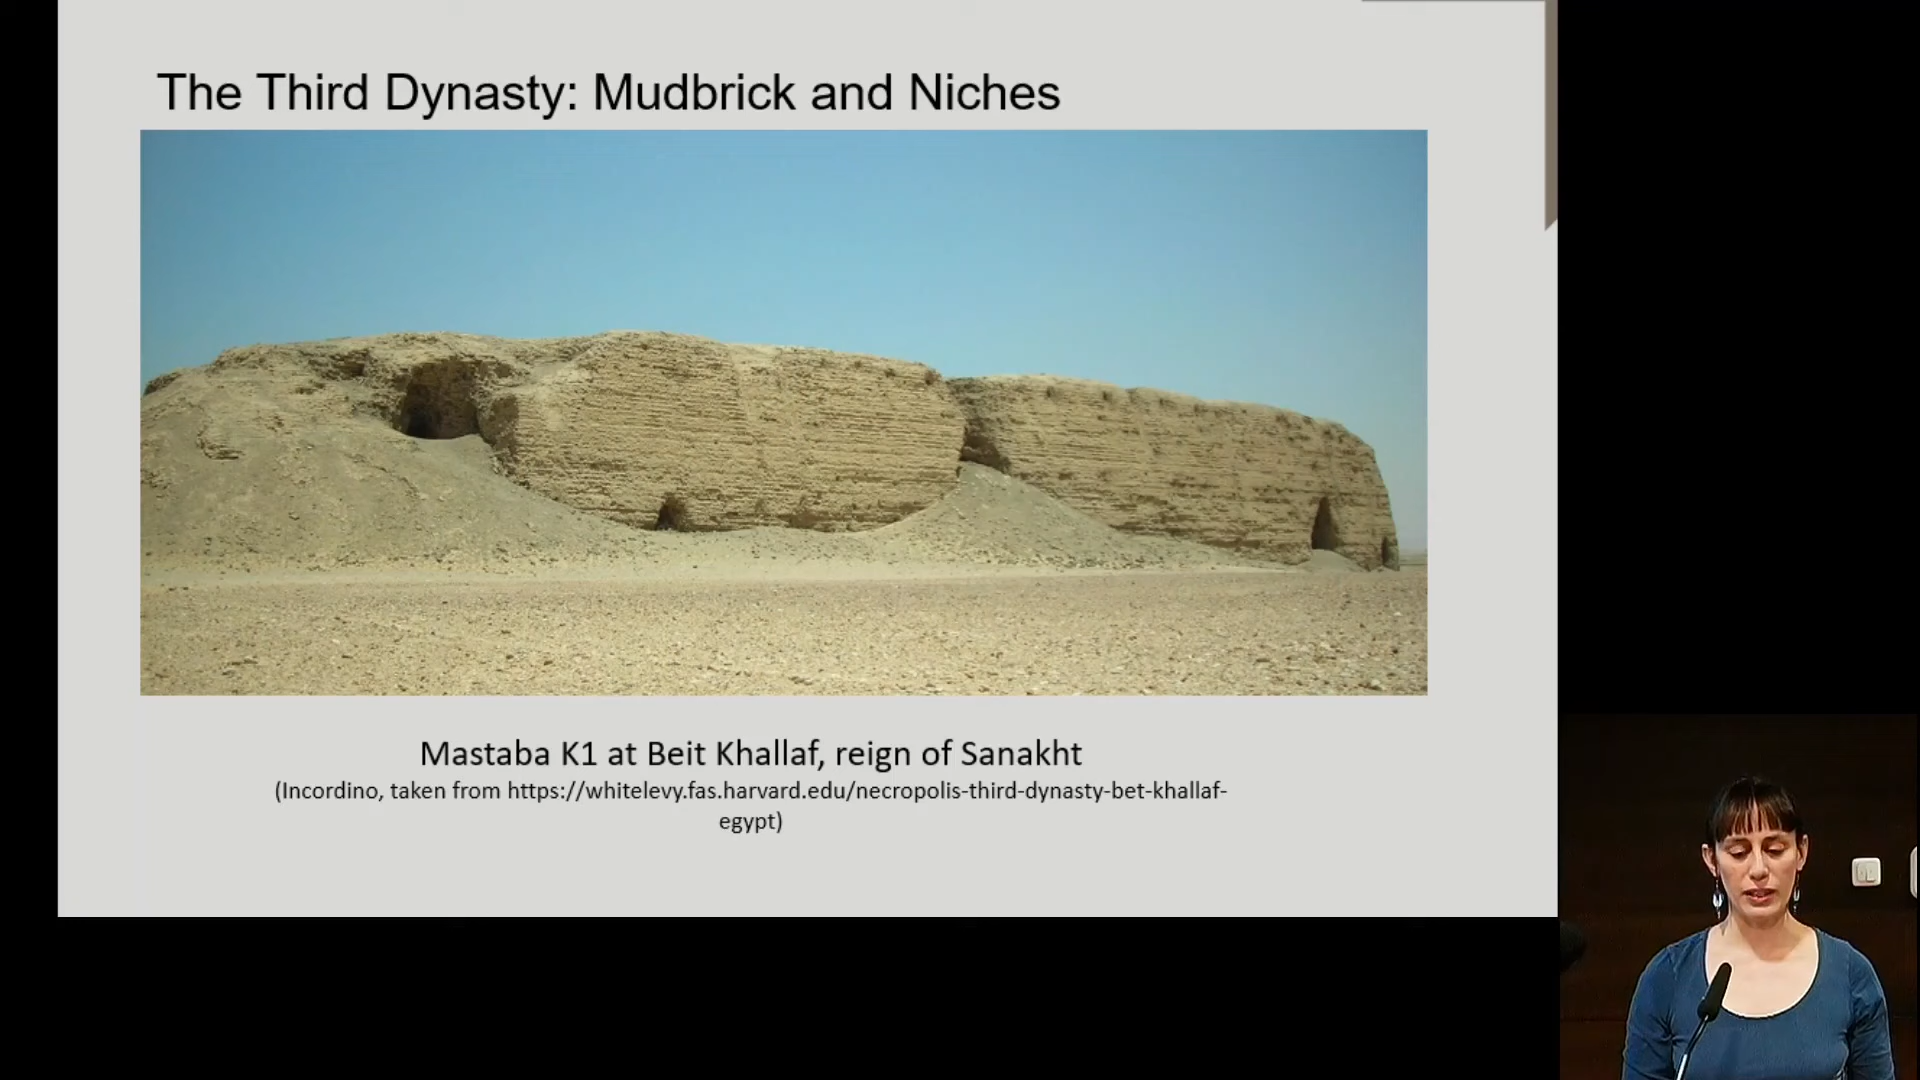 The Third Dynasty: Mudbrick and Niches
Mastaba K1 at Beit Khallaf, reign of Sanakht
(Incordino, taken from https://whitelevy.fas.harvard.edu/necropolis-third-dynasty-bet-khallaf-
egypt)